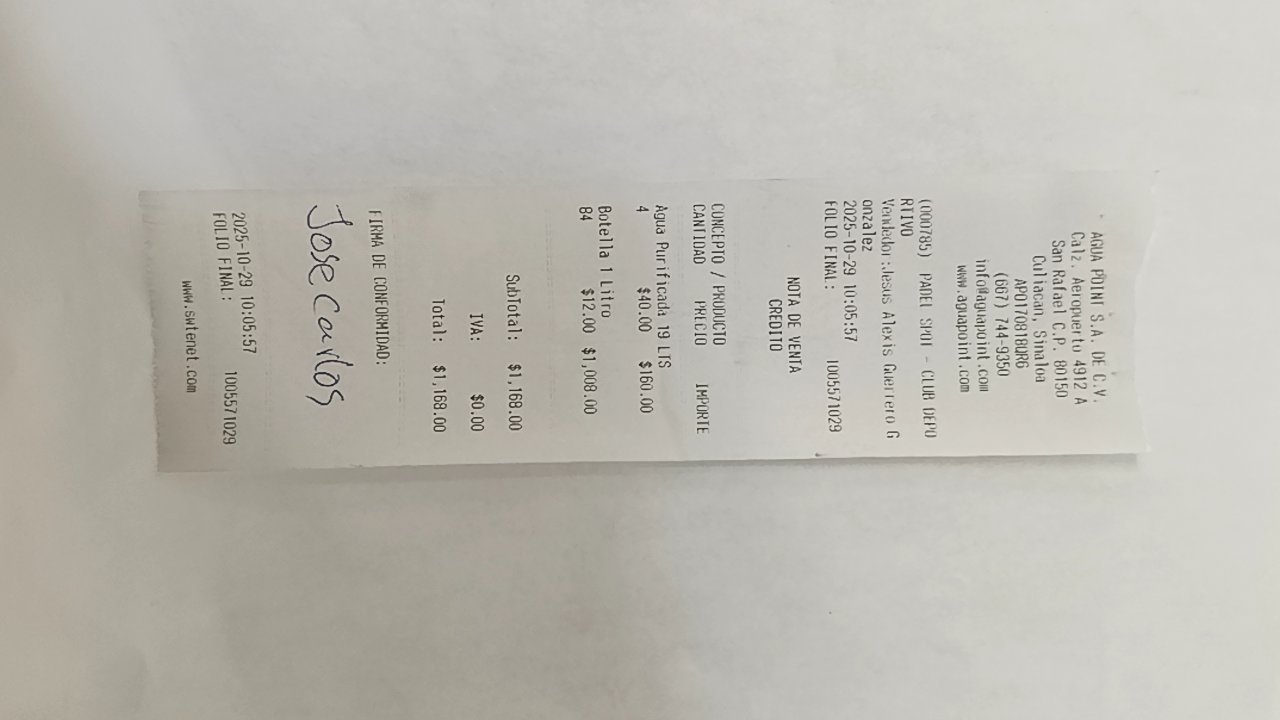 AGUA POINT S.A. DE C.V.
Calz. Aeropuerto 4912 A
San Rafael C.P. 80150
Culiacan, Sinaloa
APO170818QR6
(667) 744-9350
info@aguapoint.com
www.aguapoint.com
(000785) PADEL SPOT - CLUB DEPO
RTIVO
Vendedor:Jesus Alexis Guerrero G
onzalez
2025-10-29 10:05:57
FOLIO FINAL: 1005571029
NOTA DE VENTA
CREDITO
CONCEPTO / PRODUCTO
CANTIDAD PRECIO IMPORTE
Agua Purificada 19 LTS
4 $40.00 $160.00
Botella 1 Litro
84 $12.00 $1,008.00
SubTotal: $1,168.00
IVA: $0.00
Total: $1,168.00
FIRMA DE CONFORMIDAD:
Jose Carlos
2025-10-29 10:05:57
FOLIO FINAL: 1005571029
www.swtenet.com